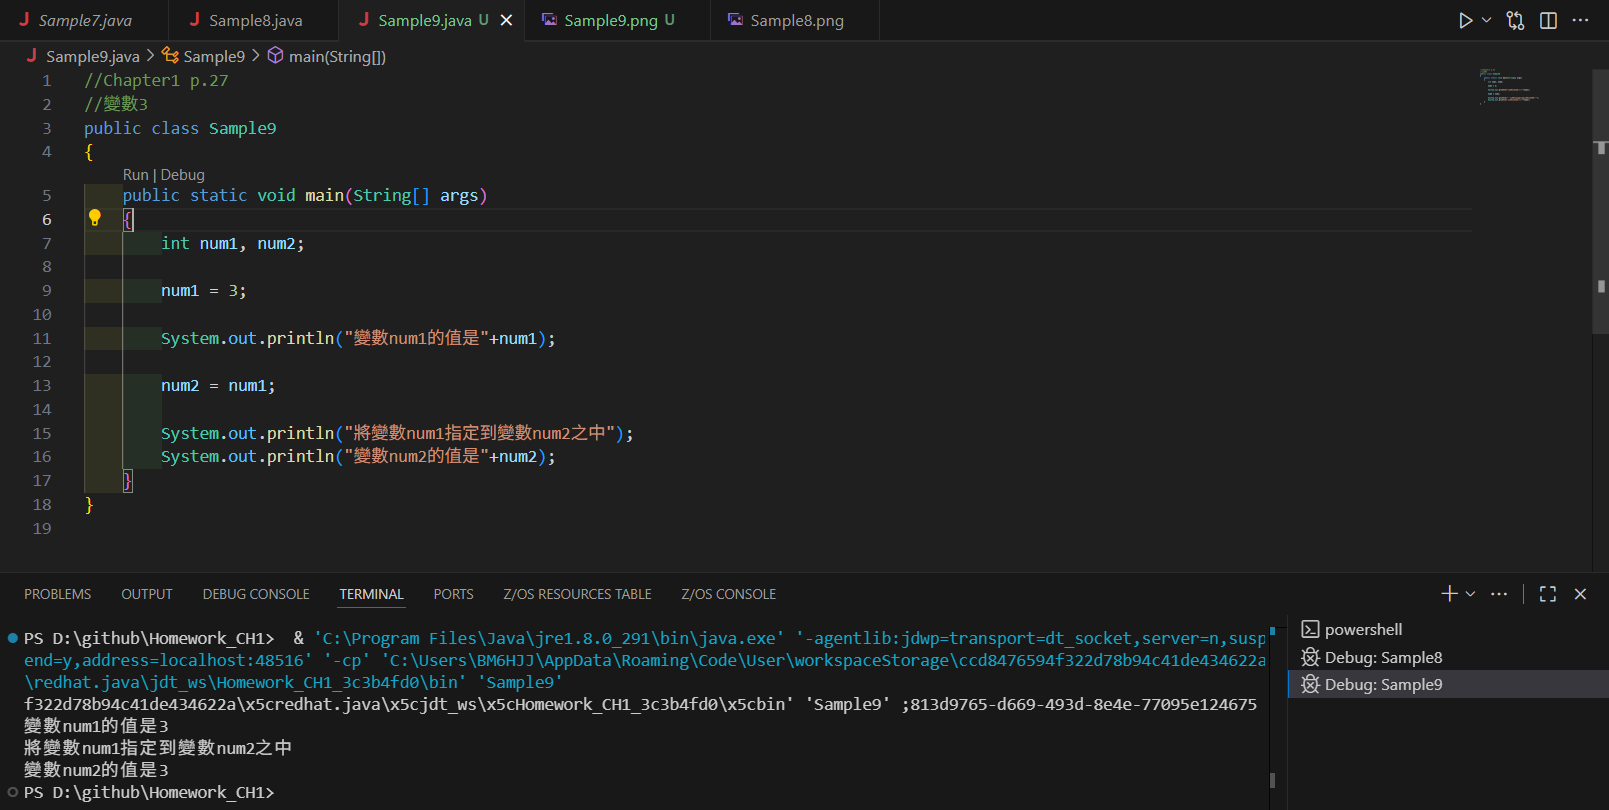 Sample7.java Sample8.java Sample9.java U Sample9.png U Sample8.png
Sample9.java > Sample9 > main(String[])
1 //Chapter1 p.27
2 //變數3
3 public class Sample9
4 {
Run | Debug
5 public static void main(String[] args)
6 {
7 int num1, num2;
8
9 num1 = 3;
10
11 System.out.println("變數num1的值是"+num1);
12
13 num2 = num1;
14
15 System.out.println("將變數num1指定到變數num2之中");
16 System.out.println("變數num2的值是"+num2);
17 }
18 }
19
PROBLEMS OUTPUT DEBUG CONSOLE TERMINAL PORTS Z/OS RESOURCES TABLE Z/OS CONSOLE
PS D:\github\Homework_CH1>  & 'C:\Program Files\Java\jre1.8.0_291\bin\java.exe' '-agentlib:jdwp=transport=dt_socket,server=n,susp
end=y,address=localhost:48516' '-cp' 'C:\Users\BM6HJJ\AppData\Roaming\Code\User\workspaceStorage\ccd8476594f322d78b94c41de434622a
\redhat.java\jdt_ws\Homework_CH1_3c3b4fd0\bin' 'Sample9'
f322d78b94c41de434622a\x5credhat.java\x5cjdt_ws\x5cHomework_CH1_3c3b4fd0\x5cbin' 'Sample9' ;813d9765-d669-493d-8e4e-77095e124675
變數num1的值是3
將變數num1指定到變數num2之中
變數num2的值是3
PS D:\github\Homework_CH1>
powershell
Debug: Sample8
Debug: Sample9